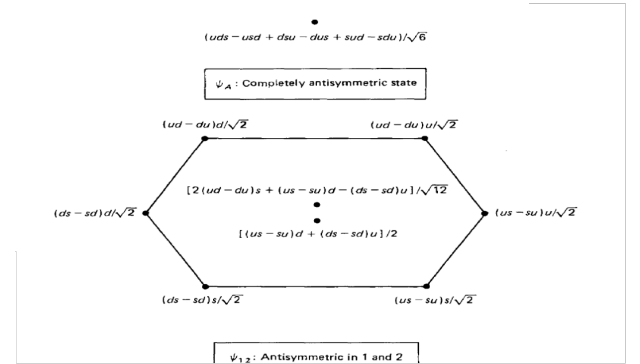 (uds − usd + dsu − dus + sud − sdu)/√6
ψ_A : Completely antisymmetric state
(ud − du)d/√2 (ud − du)u/√2
[2(ud − du)s + (us − su)d − (ds − sd)u]/√12
(ds − sd)d/√2 (us − su)u/√2
[(us − su)d + (ds − sd)u]/2
(ds − sd)s/√2 (us − su)s/√2
ψ_12 : Antisymmetric in 1 and 2